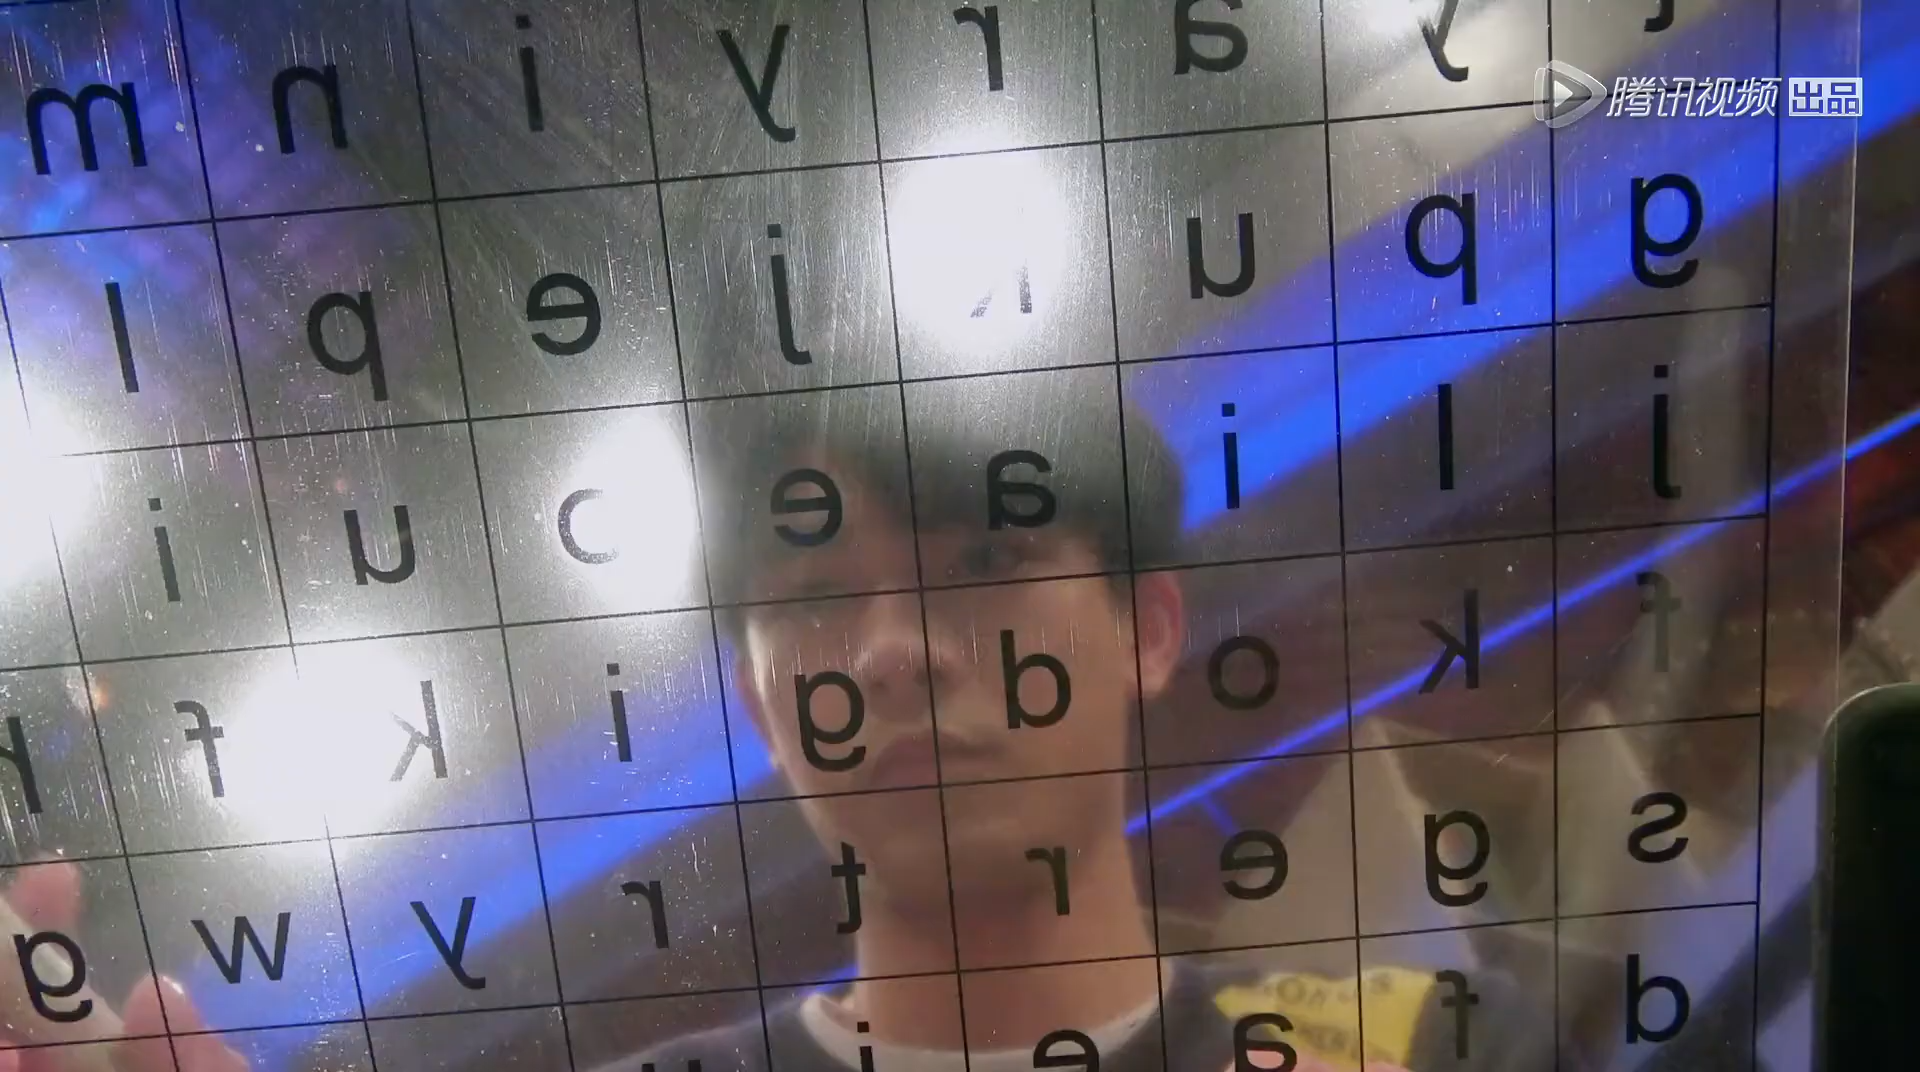 y a r y i n m
g p u k j e p l
j l i a e c u i
f k o d g i k f
s g e r t r y w g
d f a e i
腾讯视频 出品